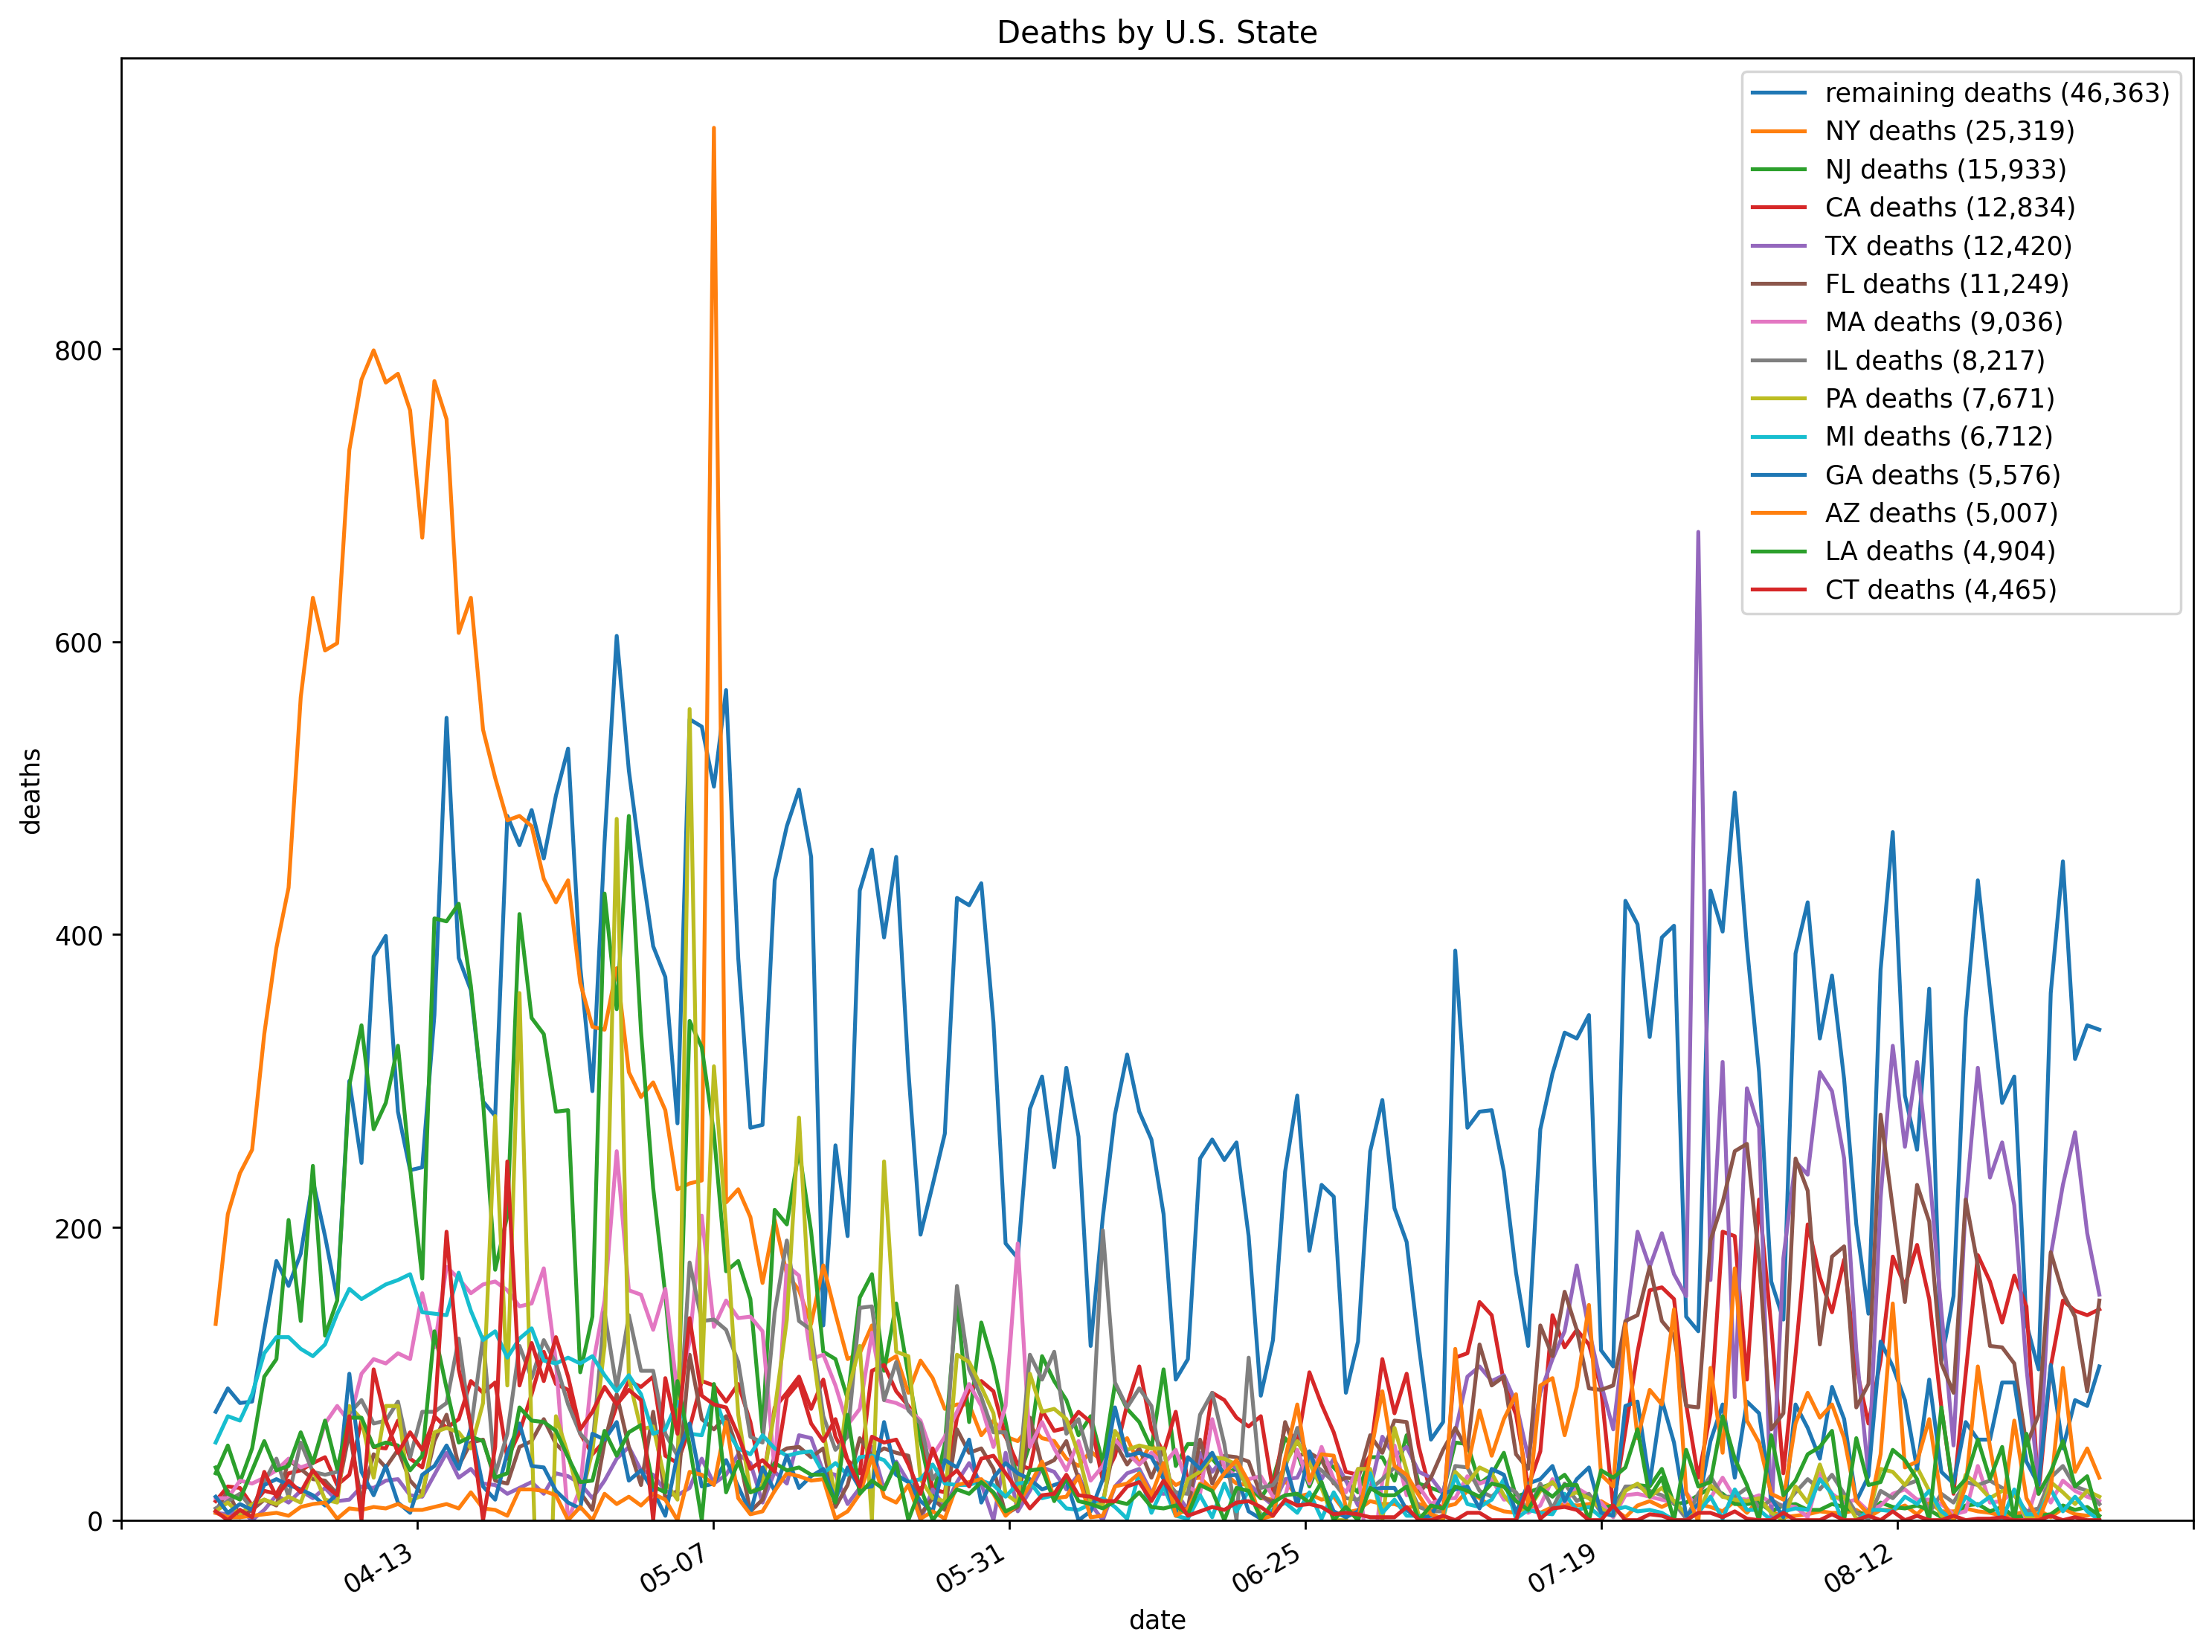 Deaths by U.S. State
remaining deaths (46,363)
NY deaths (25,319)
NJ deaths (15,933)
CA deaths (12,834)
TX deaths (12,420)
FL deaths (11,249)
MA deaths (9,036)
IL deaths (8,217)
PA deaths (7,671)
MI deaths (6,712)
GA deaths (5,576)
AZ deaths (5,007)
LA deaths (4,904)
CT deaths (4,465)
800
600
400
200
0
deaths
04-13
05-07
05-31
06-25
07-19
08-12
date